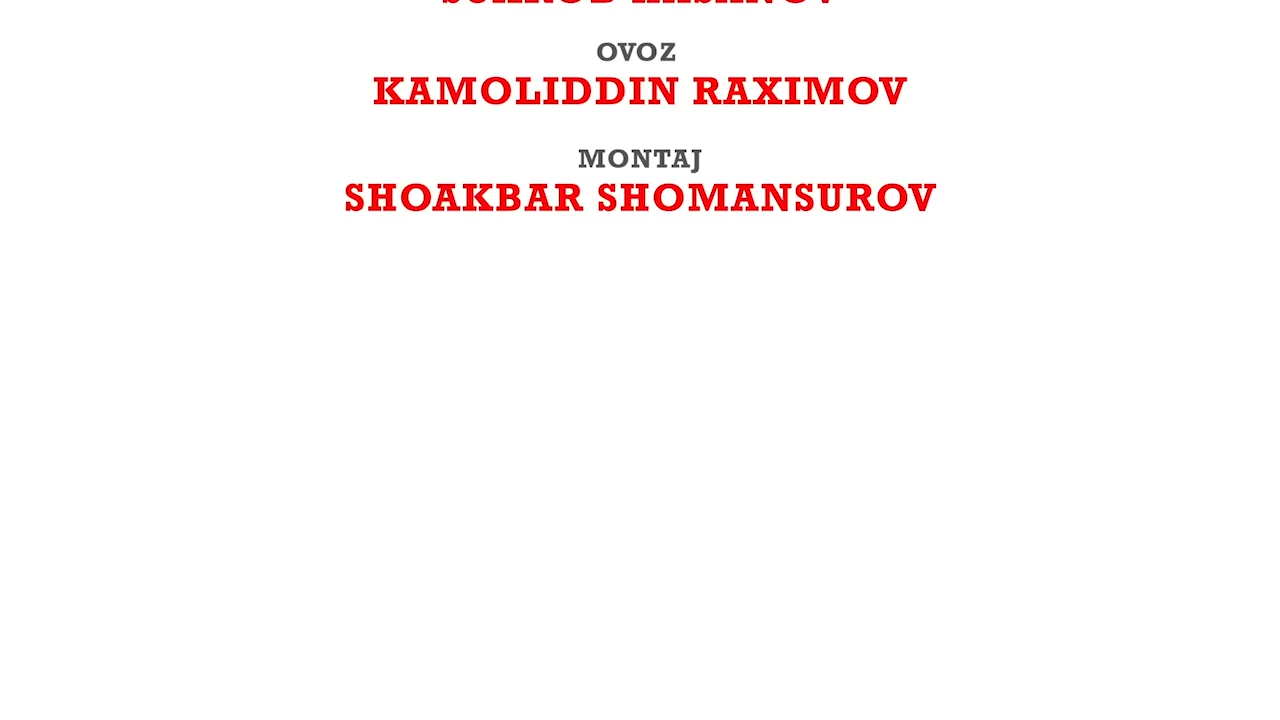 OVOZ
KAMOLIDDIN RAXIMOV
MONTAJ
SHOAKBAR SHOMANSUROV